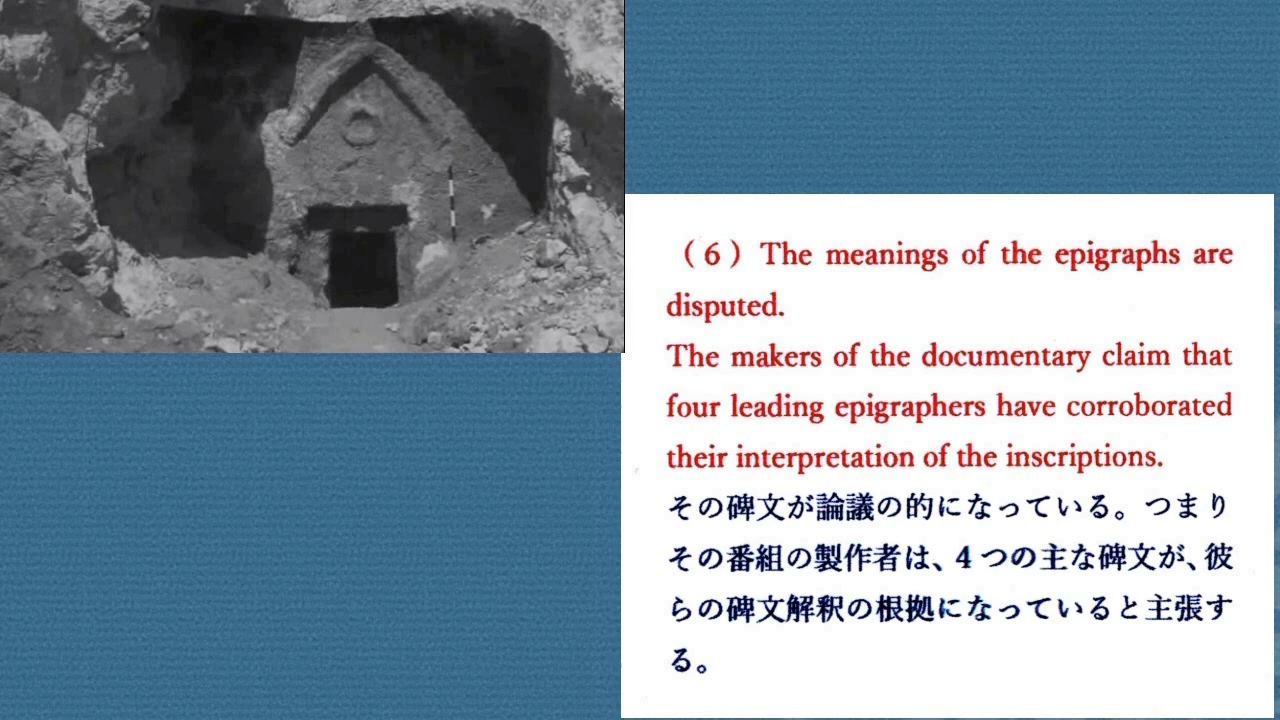 （6）The meanings of the epigraphs are
disputed.
The makers of the documentary claim that
four leading epigraphers have corroborated
their interpretation of the inscriptions.
その碑文が論議の的になっている。つまり
その番組の製作者は、4つの主な碑文が、彼
らの碑文解釈の根拠になっていると主張す
る。